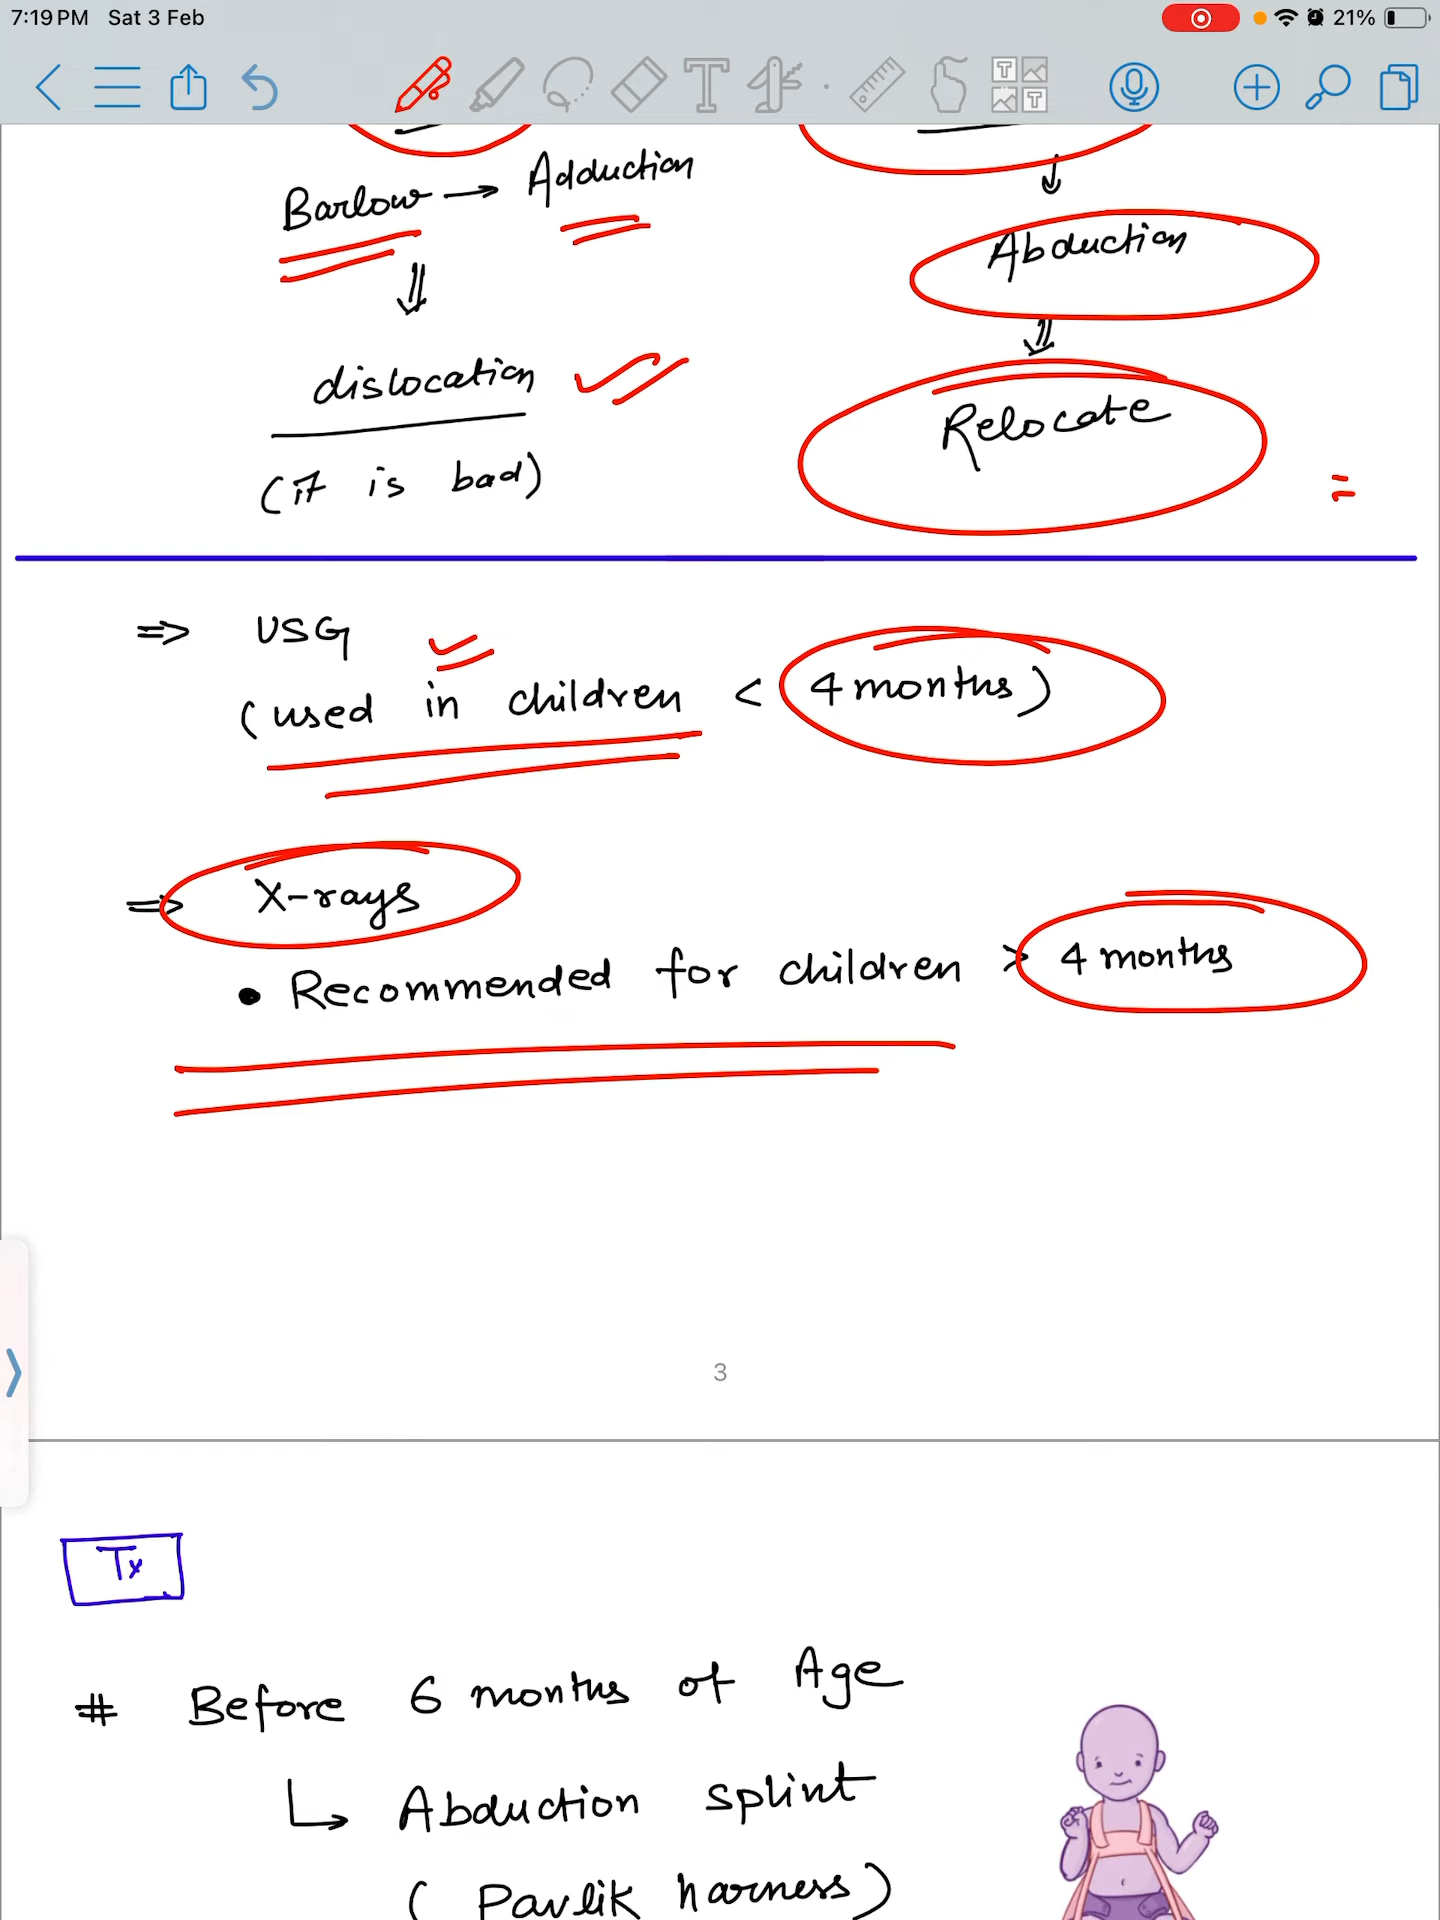 7:19 PM Sat 3 Feb 21%
Barlow → Adduction
Abduction
dislocation
Relocate
(it is bad)
=> USG
(used in children < 4 months)
=> X-rays
• Recommended for children > 4 months
3
Tx
# Before 6 months of Age
↳ Abduction splint
(Pavlik harness)